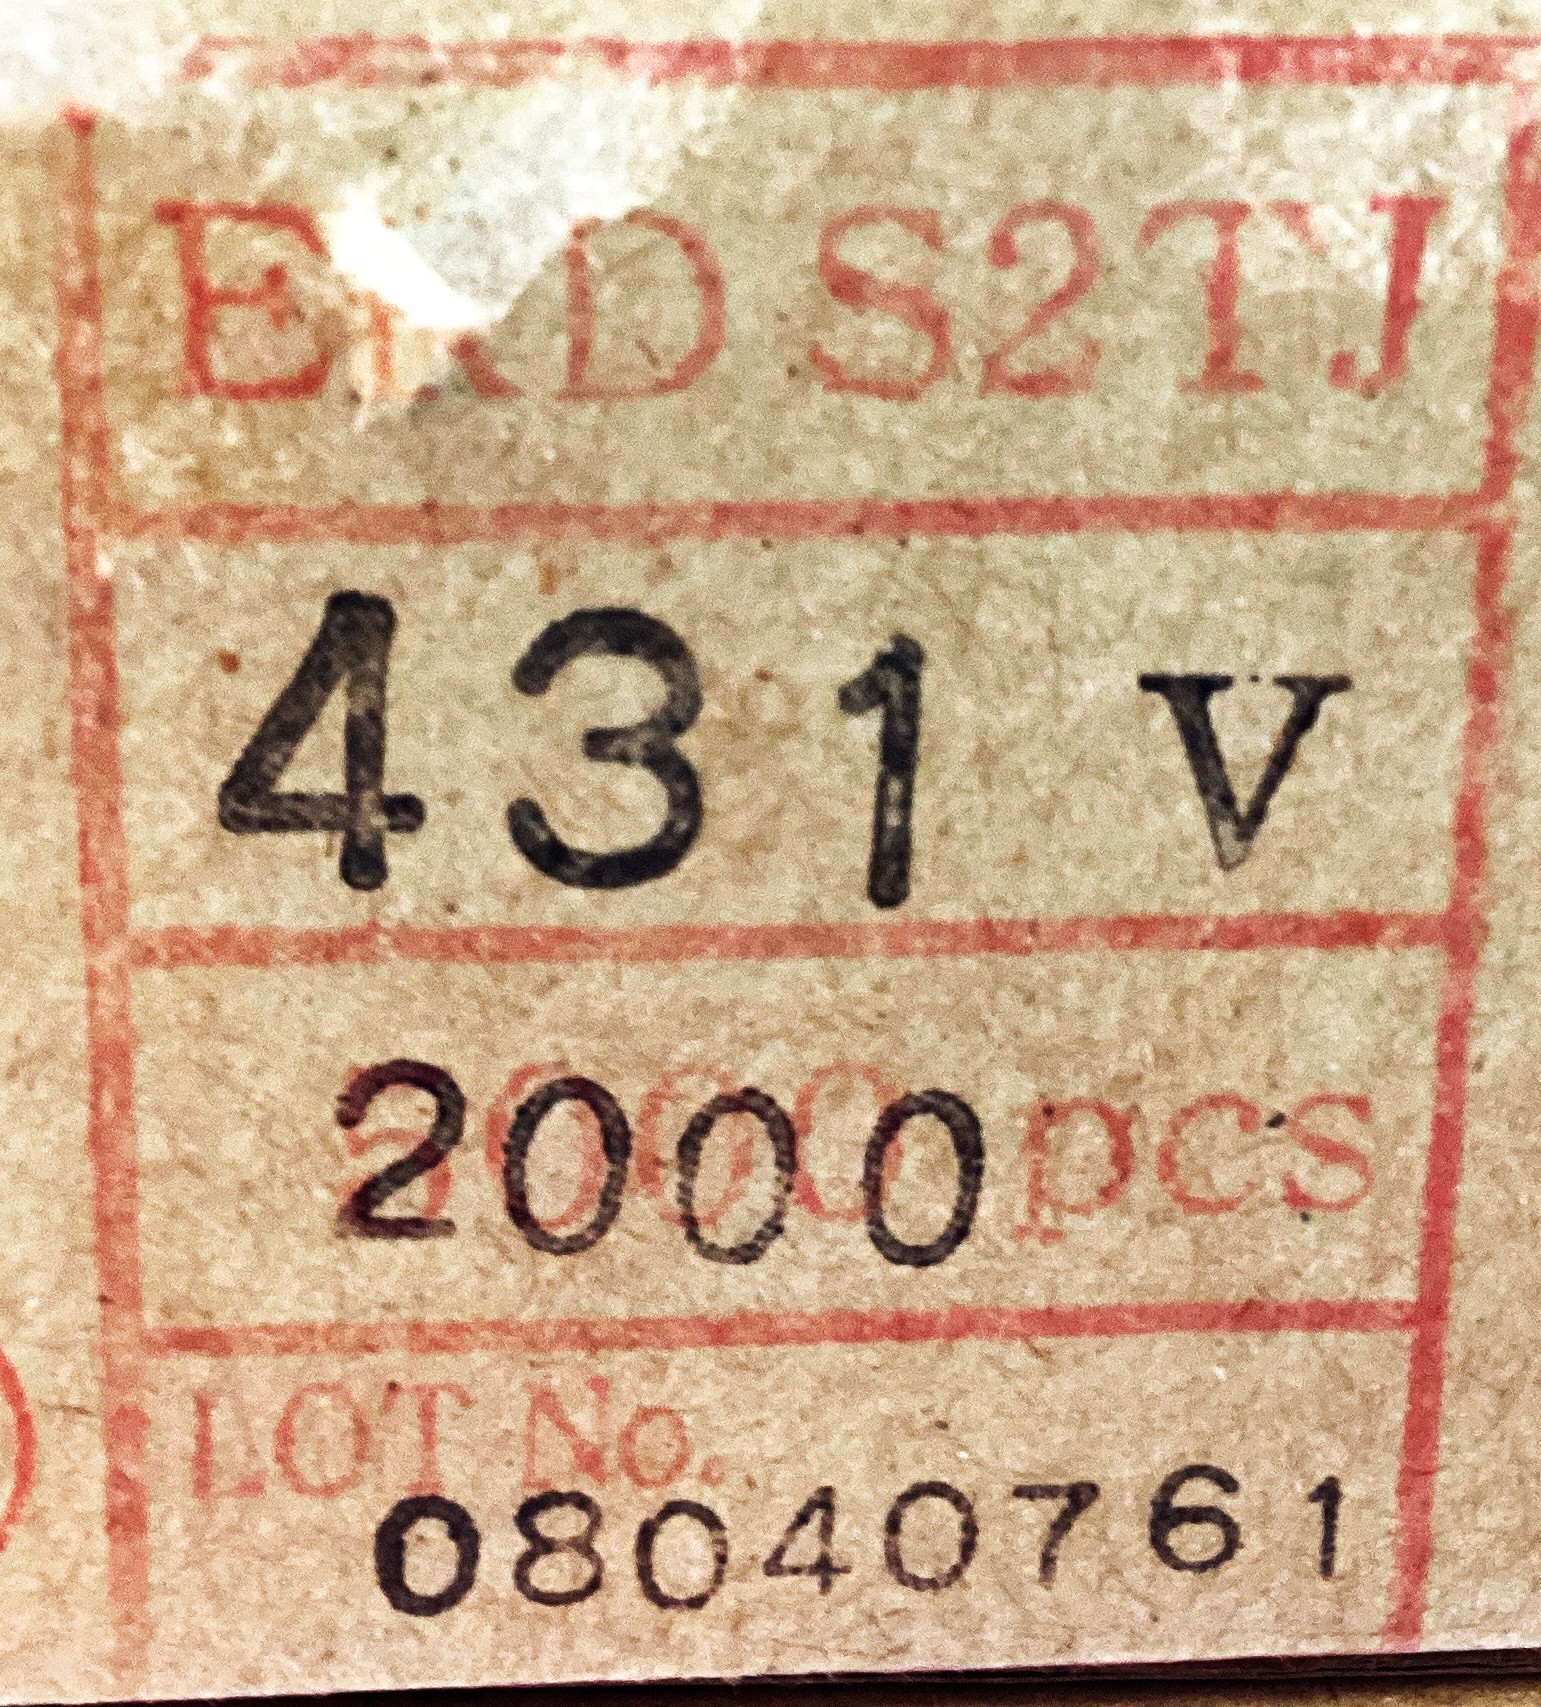 ERD S2TJ
431 V
2000 pcs
LOT No.
08040761